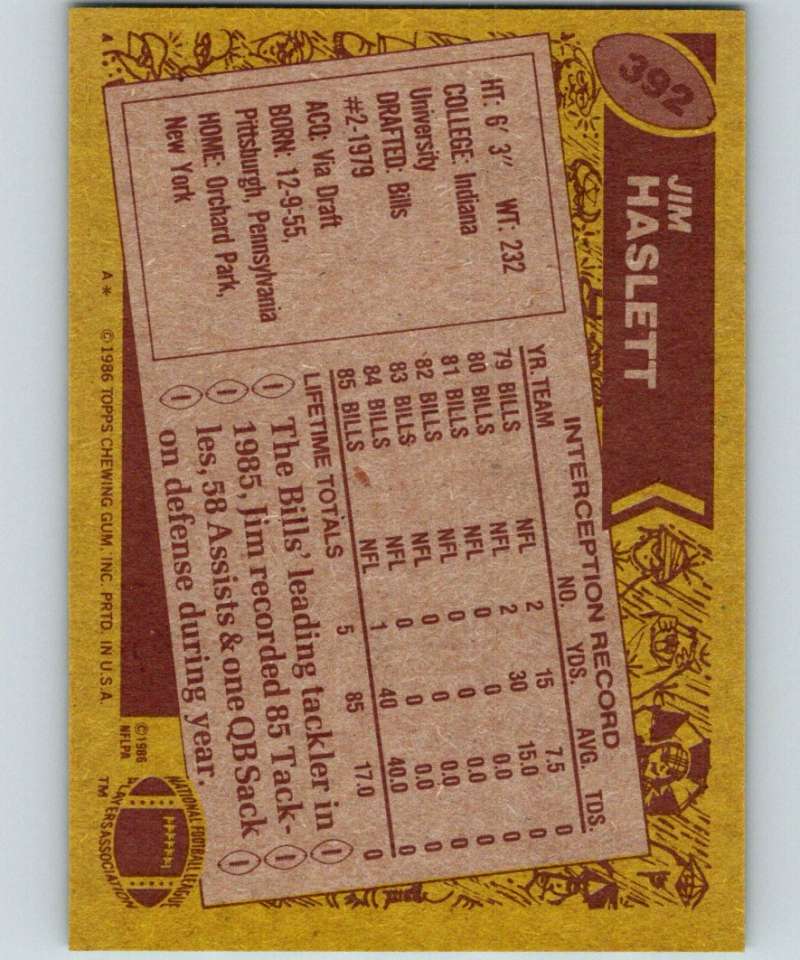 392
JIM
HASLETT
HT: 6' 3" WT: 232
COLLEGE: Indiana
University
DRAFTED: Bills
#2-1979
ACQ: Via Draft
BORN: 12-9-55,
Pittsburgh, Pennsylvania
HOME: Orchard Park,
New York
INTERCEPTION RECORD
YR. TEAM NO. YDS. AVG. TDS.
79 BILLS NFL 2 15 7.5 0
80 BILLS NFL 2 30 15.0 0
81 BILLS NFL 0 0 0.0 0
'82 BILLS NFL 0 0 0.0 0
83 BILLS NFL 0 0 0.0 0
84 BILLS NFL 0 0 0.0 0
85 BILLS NFL 1 40 40.0 0
LIFETIME TOTALS 5 85 17.0 0
The Bills' leading tackler in
1985, Jim recorded 85 Tack-
les, 58 Assists & one QB Sack
on defense during year.
A* © 1986 TOPPS CHEWING GUM, INC. PRTD. IN U.S.A.
©1986
NFLPA
NATIONAL FOOTBALL LEAGUE
PLAYERS ASSOCIATION
TM